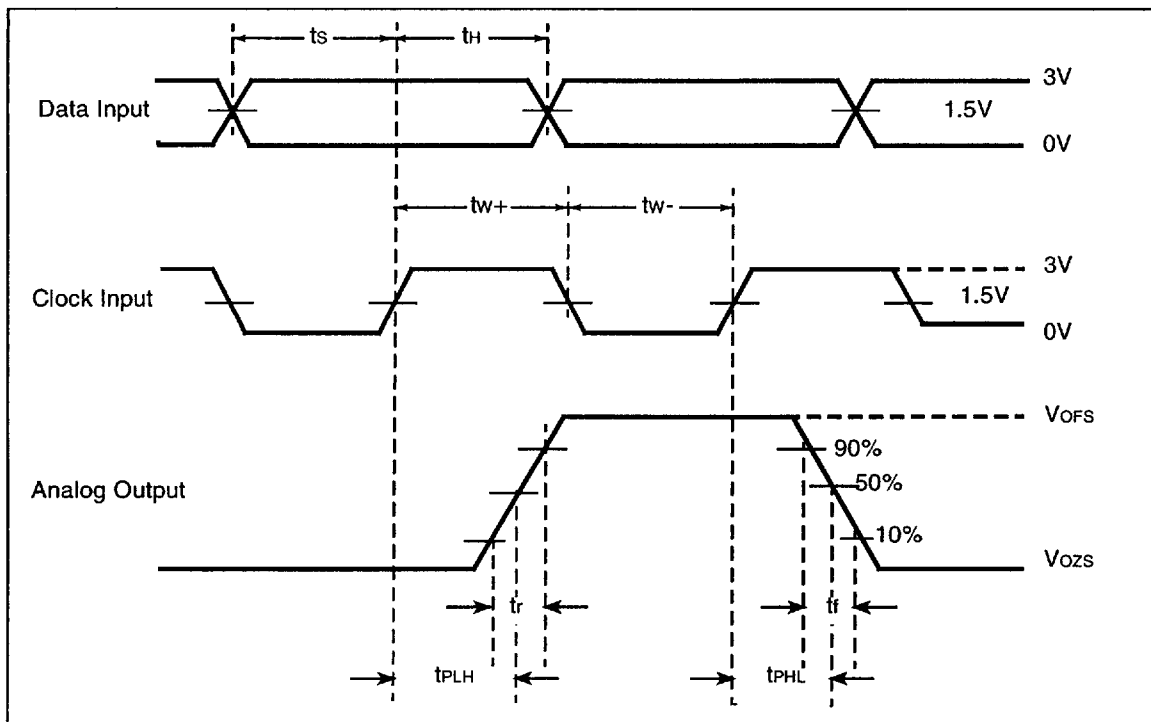 tS tH
3V
Data Input 1.5V
0V
tW+ tW-
3V
Clock Input 1.5V
0V
VOFS
90%
Analog Output 50%
10%
VOZS
tr tf
tPLH tPHL